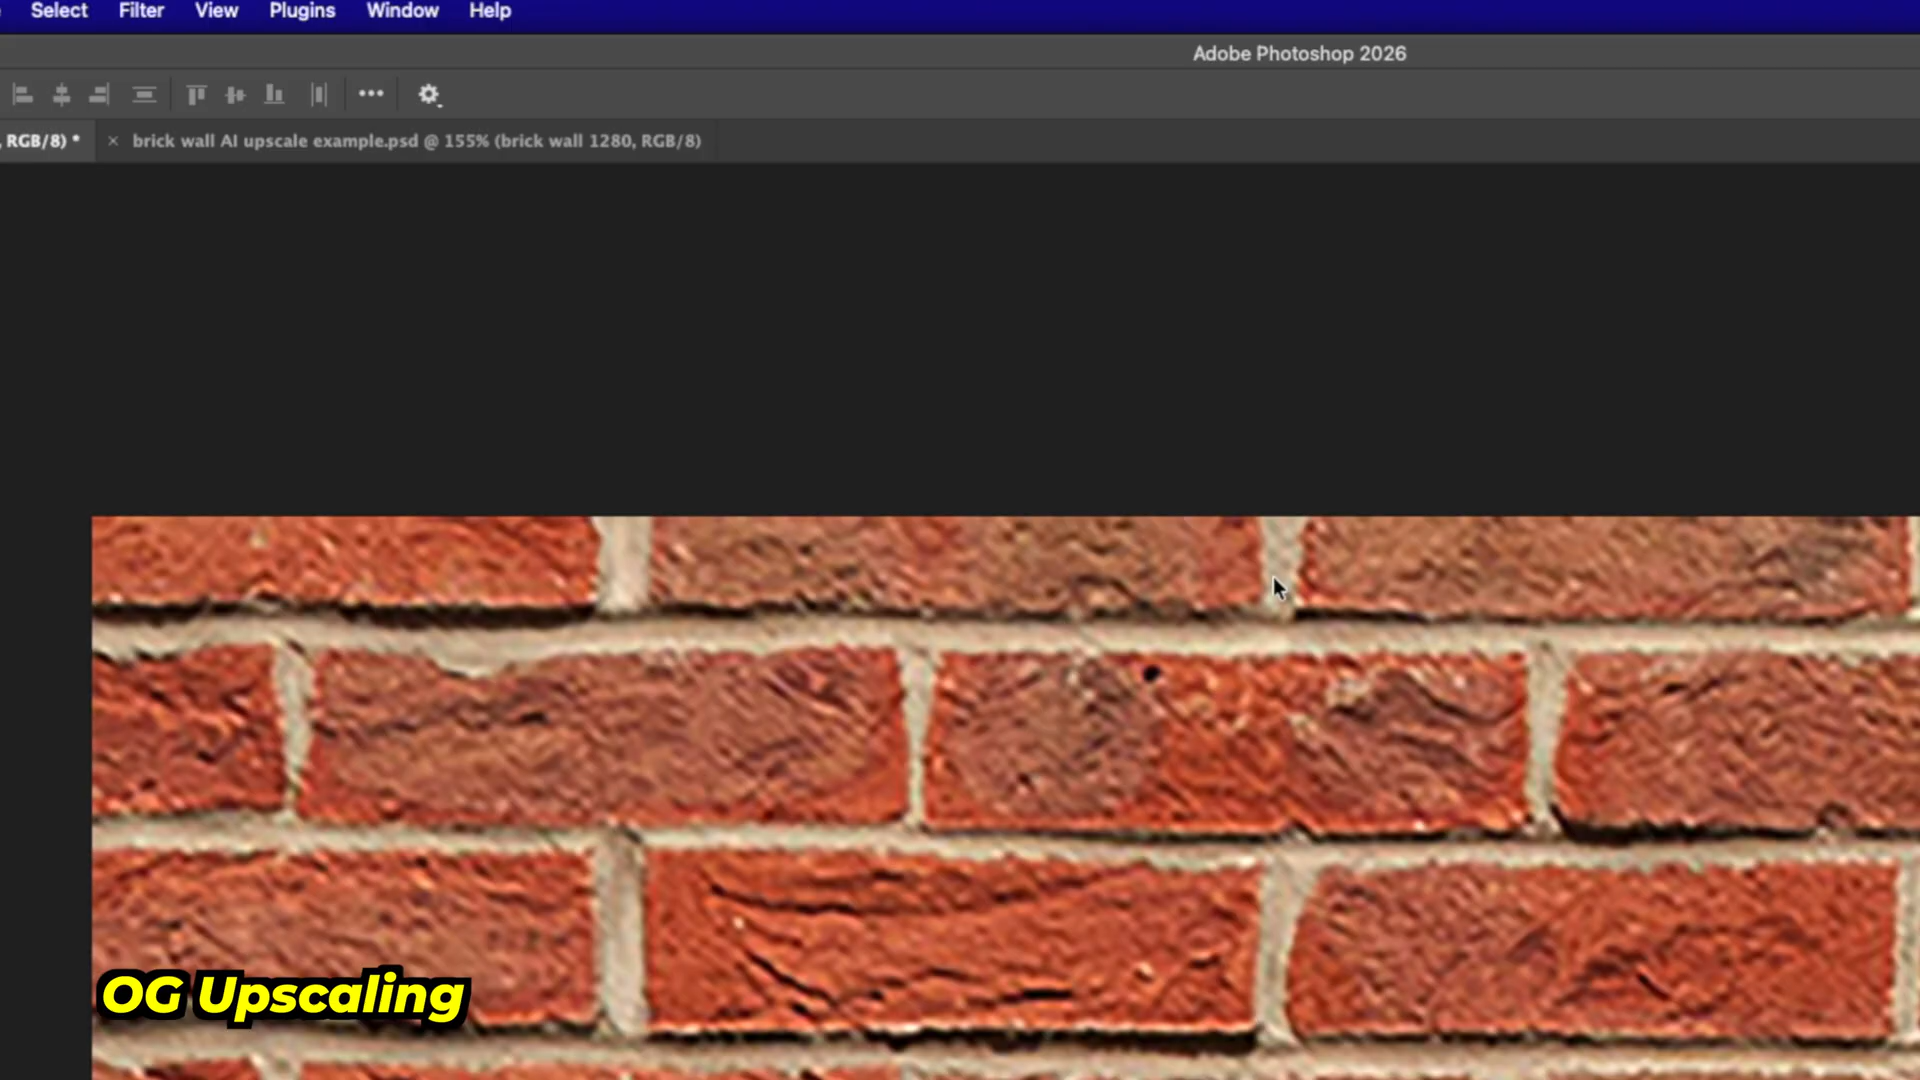 Select Filter View Plugins Window Help
Adobe Photoshop 2026
, RGB/8) * × brick wall AI upscale example.psd @ 155% (brick wall 1280, RGB/8)
OG Upscaling